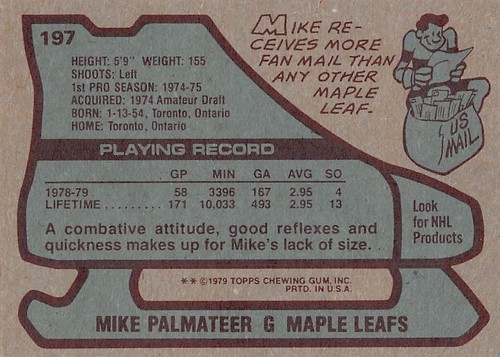 197
HEIGHT: 5'9" WEIGHT: 155
SHOOTS: Left
1st PRO SEASON: 1974-75
ACQUIRED: 1974 Amateur Draft
BORN: 1-13-54, Toronto, Ontario
HOME: Toronto, Ontario
MIKE RE-
CEIVES MORE
FAN MAIL THAN
ANY OTHER
MAPLE
LEAF.
US
MAIL
PLAYING RECORD
GP MIN GA AVG SO
1978-79 58 3396 167 2.95 4
LIFETIME ......... 171 10,033 493 2.95 13
A combative attitude, good reflexes and
quickness makes up for Mike's lack of size.
Look
for NHL
Products
** ©1979 TOPPS CHEWING GUM, INC.
PRTD. IN U.S.A.
MIKE PALMATEER G MAPLE LEAFS